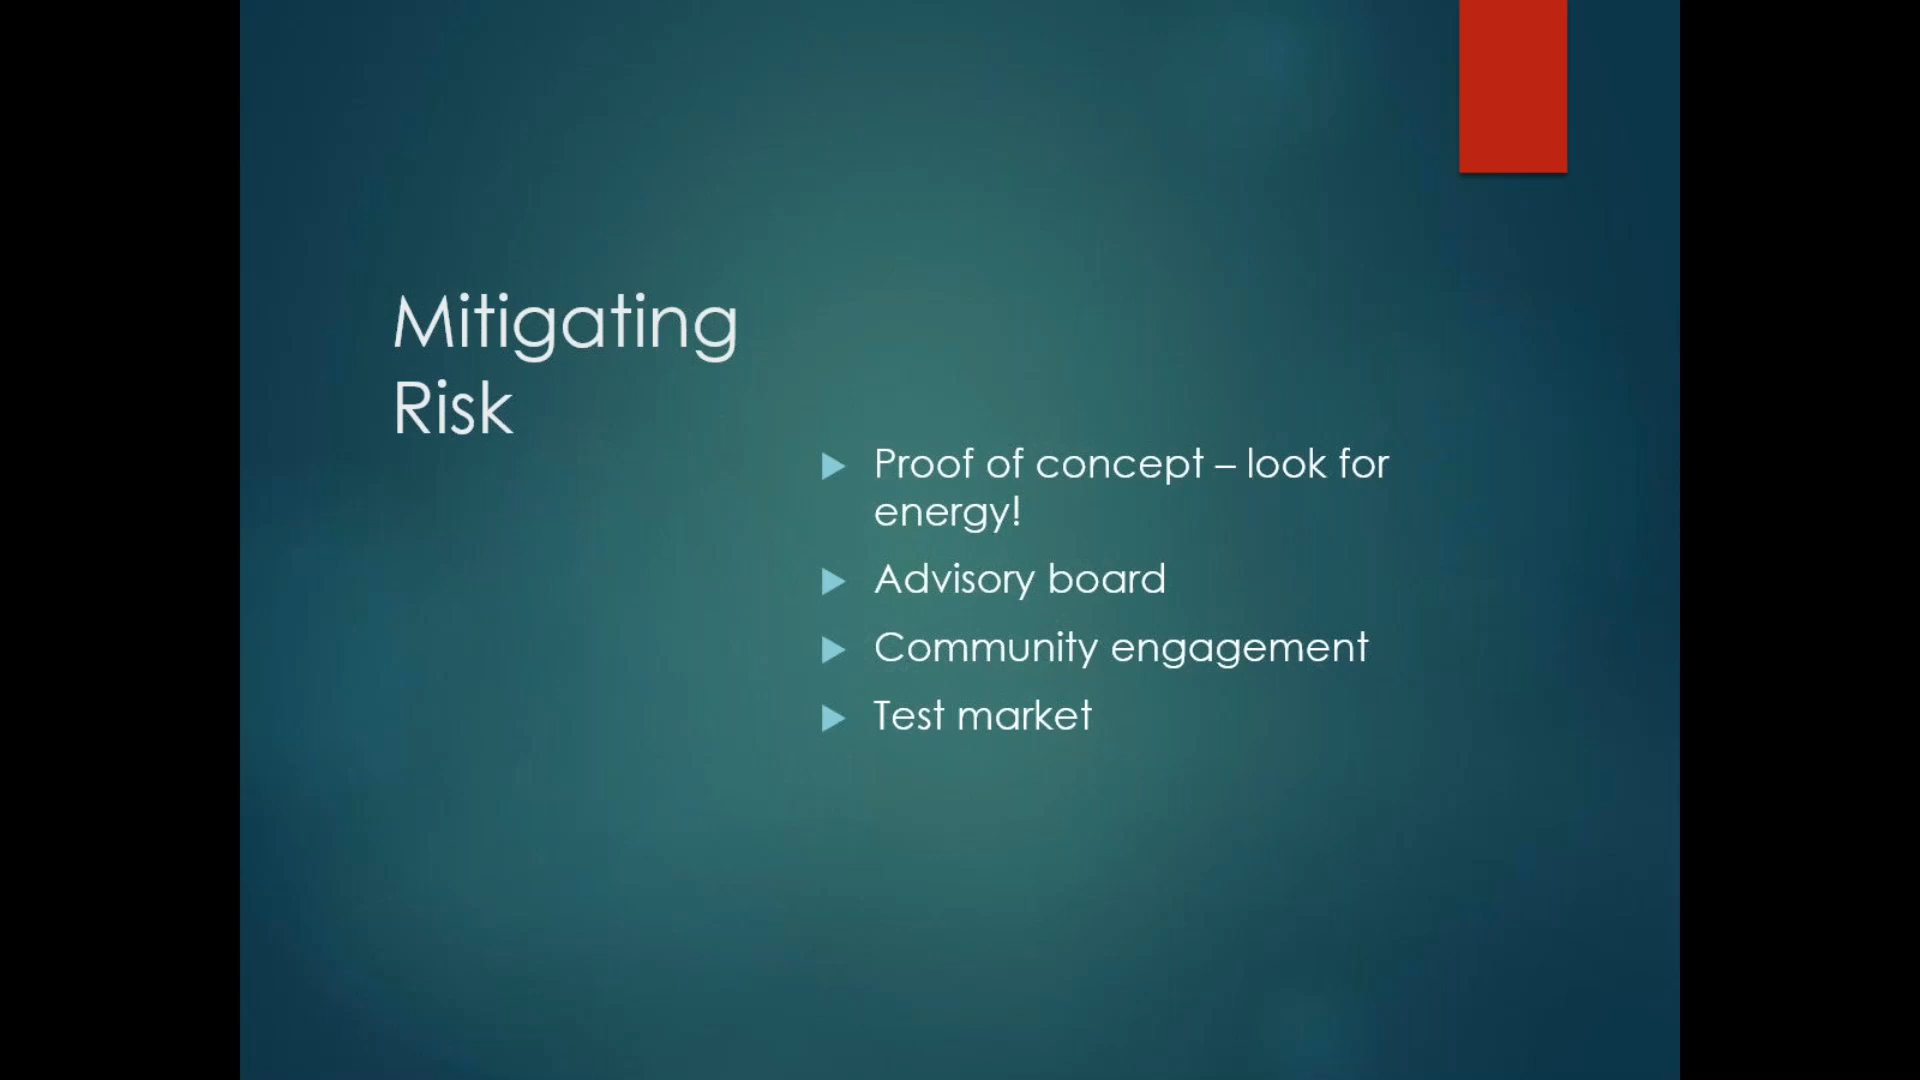 Mitigating
Risk
Proof of concept – look for
energy!
Advisory board
Community engagement
Test market